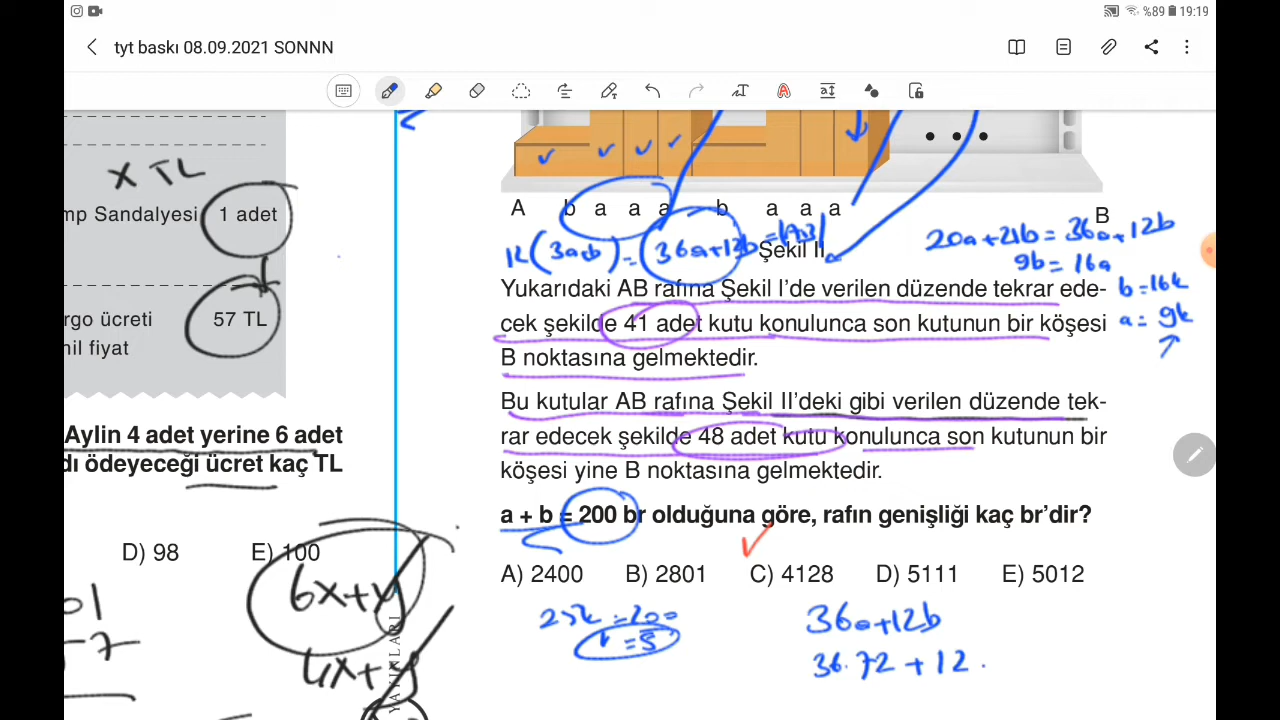 %89 19:19
tyt baskı 08.09.2021 SONNN
X TL
mp Sandalyesi 1 adet
rgo ücreti 57 TL
nil fiyat
Aylin 4 adet yerine 6 adet
dı ödeyeceği ücret kaç TL
D) 98 E) 100
6x+y
4x+y
YAYINLARI
A b a a a b a a a B
12(3a+b) = 36a+12b
Şekil II
20a+21b = 36a+12b
9b = 16a
b = 16k
a = 9k
Yukarıdaki AB rafına Şekil I’de verilen düzende tekrar ede-
cek şekilde 41 adet kutu konulunca son kutunun bir köşesi
B noktasına gelmektedir.
Bu kutular AB rafına Şekil II’deki gibi verilen düzende tek-
rar edecek şekilde 48 adet kutu konulunca son kutunun bir
köşesi yine B noktasına gelmektedir.
a + b = 200 br olduğuna göre, rafın genişliği kaç br’dir?
A) 2400 B) 2801 C) 4128 D) 5111 E) 5012
25k = 200
36a+12b
36.72 + 12.